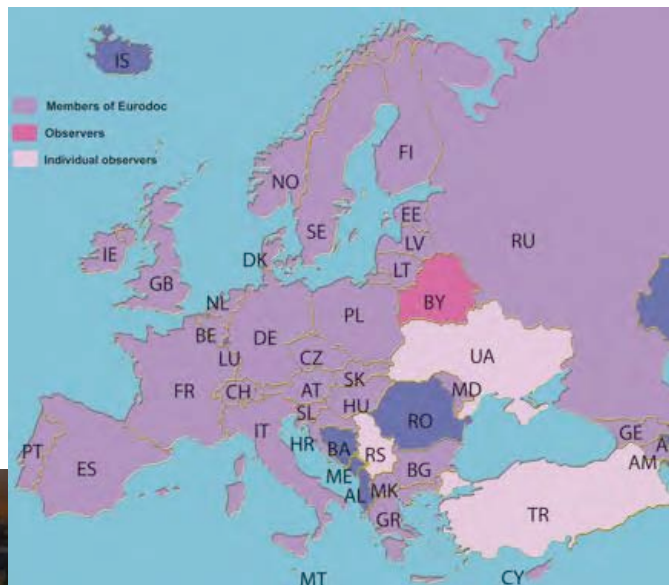 IS
Members of Eurodoc
Observers
Individual observers
FI
NO
SE
EE
LV
LT
RU
IE
GB
DK
NL
BE
LU
DE
PL
BY
UA
CZ
SK
FR
CH
AT
HU
MD
SL
RO
IT
HR
BA
RS
GE
PT
ES
ME
AL
MK
BG
AM
GR
TR
MT
CY